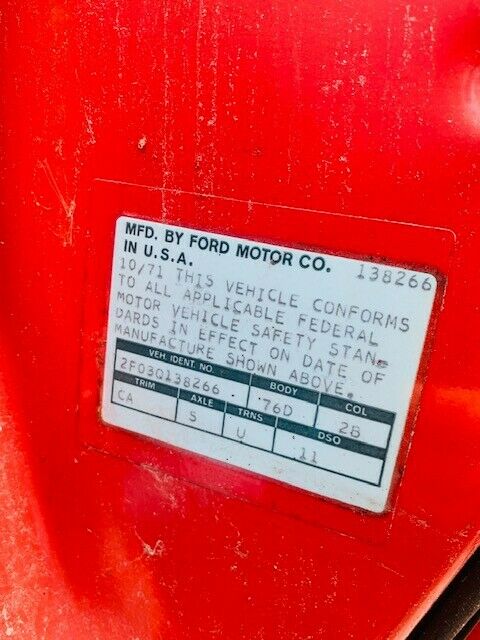 MFD. BY FORD MOTOR CO. 138266
IN U.S.A.
10/71 THIS VEHICLE CONFORMS
TO ALL APPLICABLE FEDERAL
MOTOR VEHICLE SAFETY STAN-
DARDS IN EFFECT ON DATE OF
MANUFACTURE SHOWN ABOVE.
VEH. IDENT. NO. BODY COL
2F03Q138266 76D 2B
TRIM AXLE TRNS DSO
CA S U 11